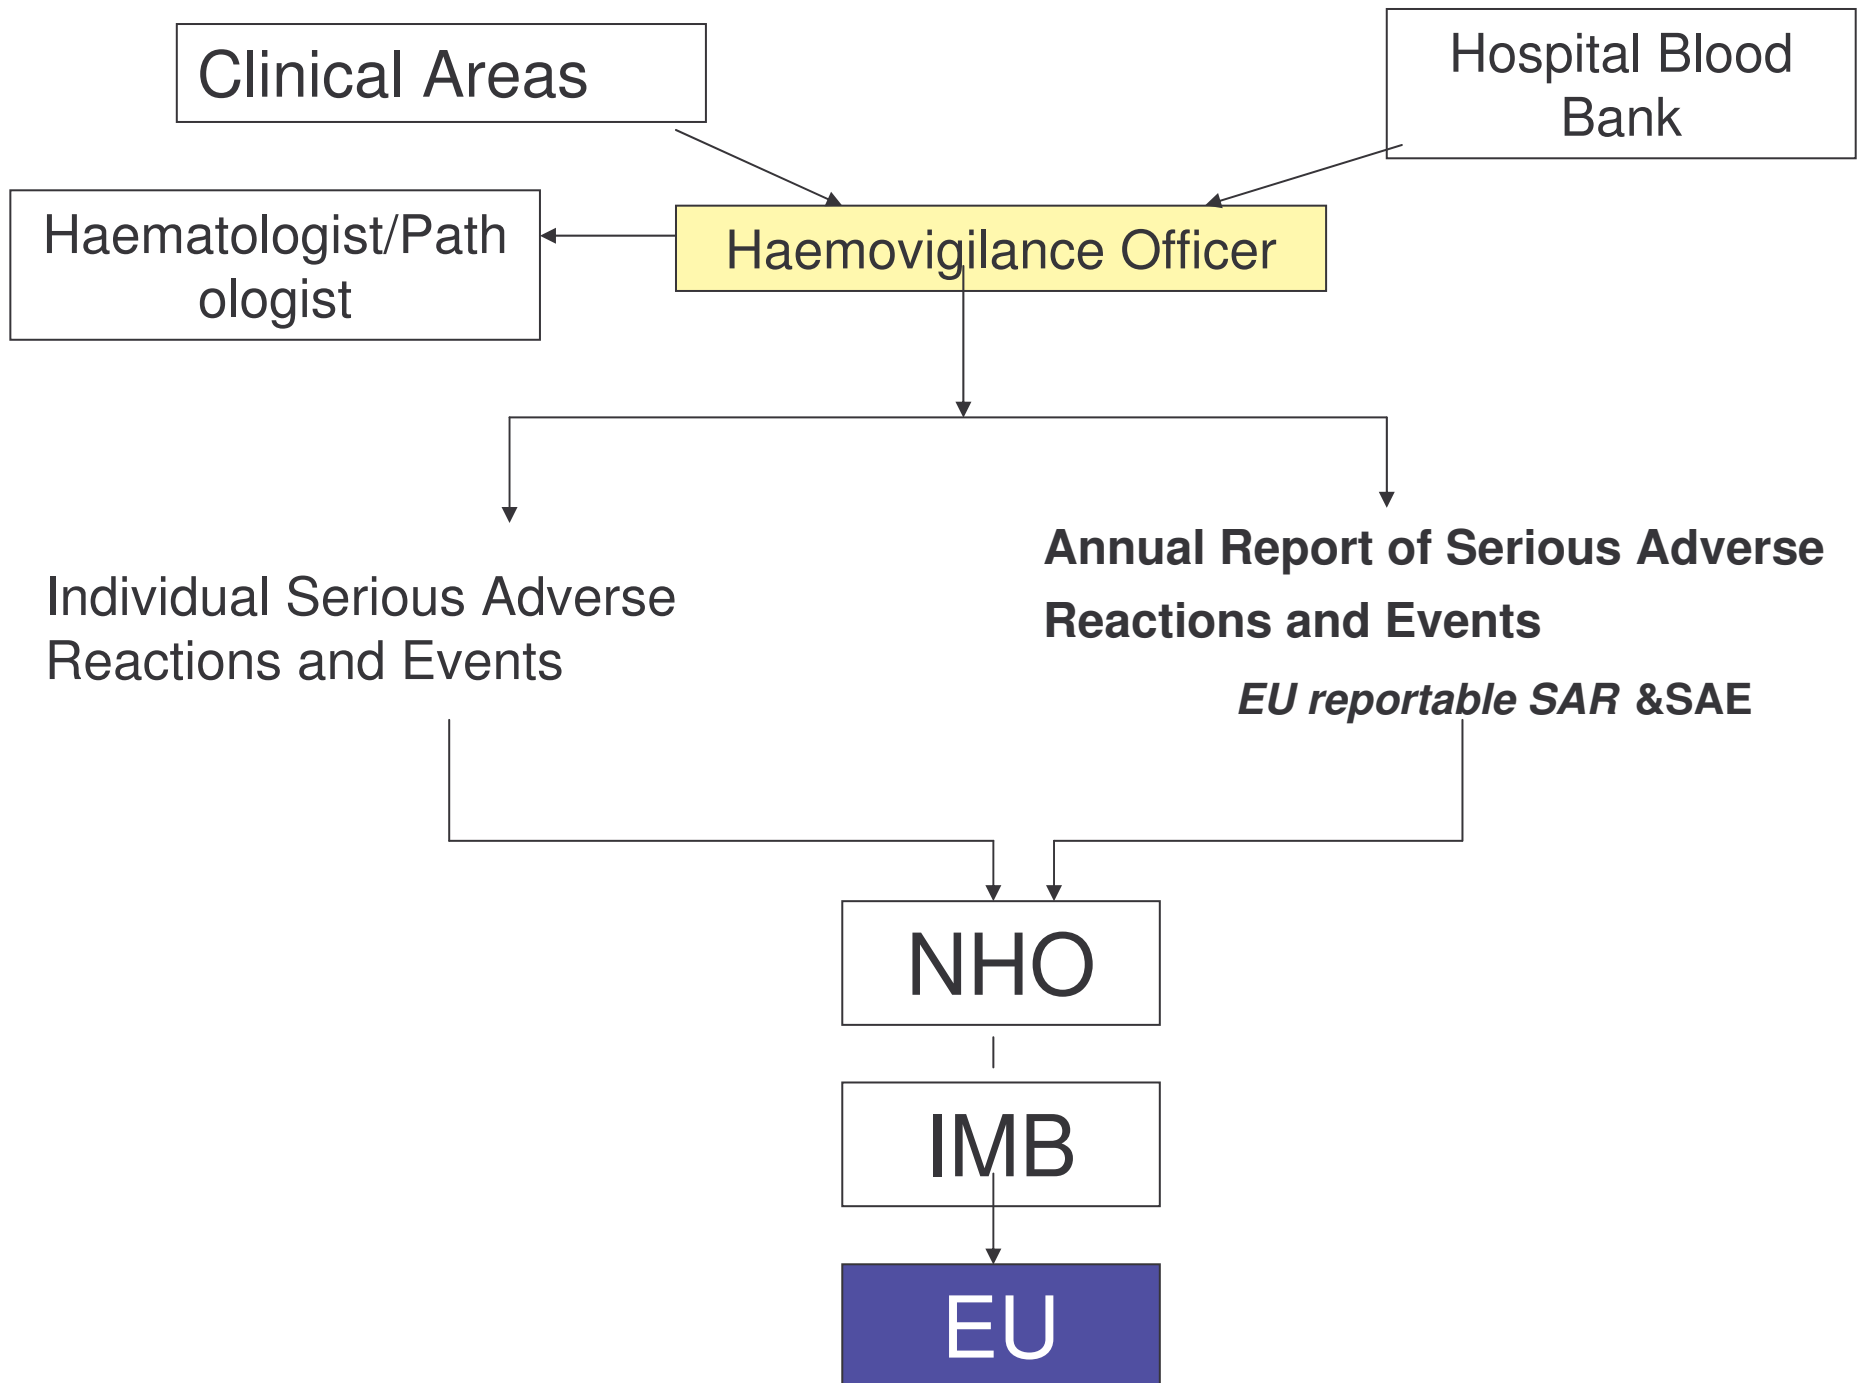 Clinical Areas
Hospital Blood
Bank
Haematologist/Path
ologist
Haemovigilance Officer
Individual Serious Adverse
Reactions and Events
Annual Report of Serious Adverse
Reactions and Events
EU reportable SAR &SAE
NHO
IMB
EU